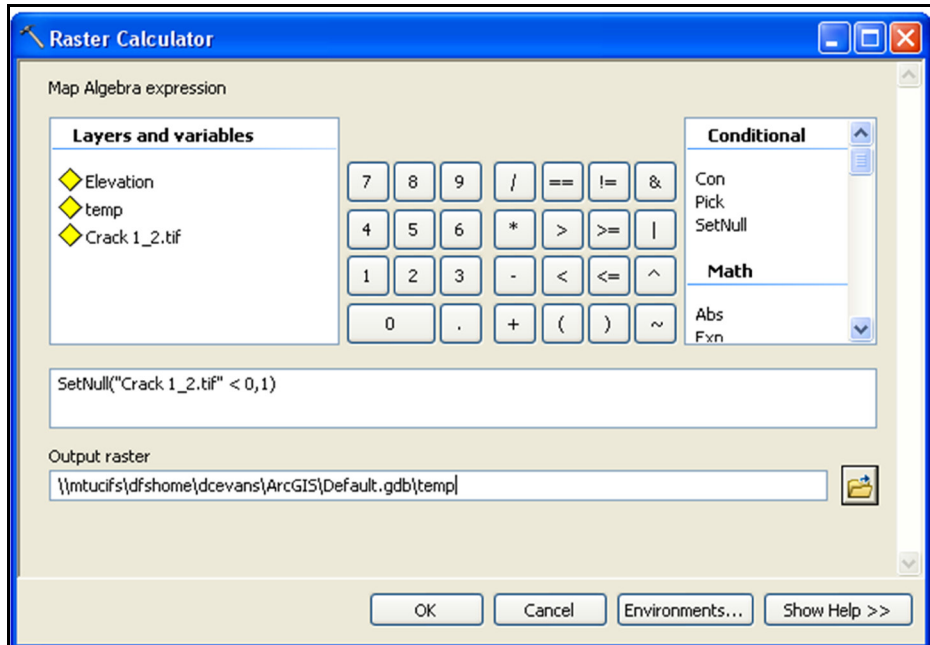 Raster Calculator
Map Algebra expression
Layers and variables
Elevation
temp
Crack 1_2.tif
7 8 9 / == != &
4 5 6 * > >= |
1 2 3 - < <= ^
0 . + ( ) ~
Conditional
Con
Pick
SetNull
Math
Abs
Exp
SetNull("Crack 1_2.tif" < 0,1)
Output raster
\\mtucifs\dfshome\dcevans\ArcGIS\Default.gdb\temp
OK Cancel Environments... Show Help >>